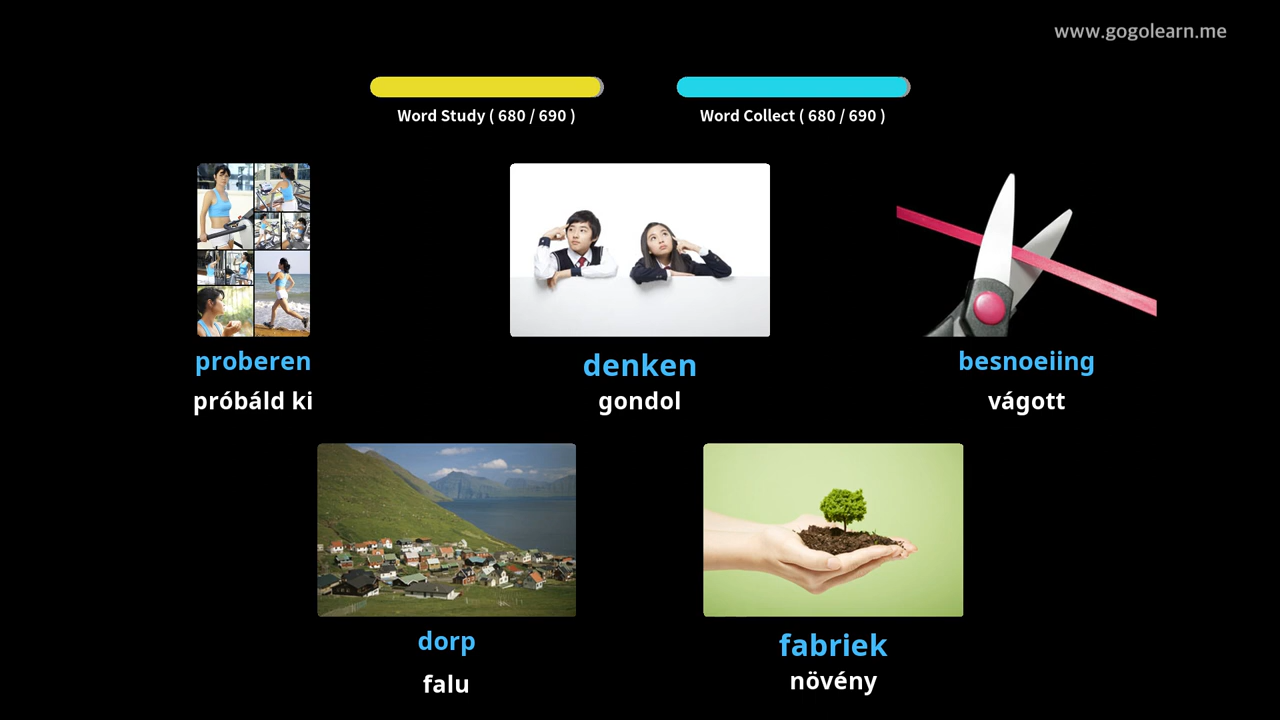 www.gogolearn.me
Word Study ( 680 / 690 )
Word Collect ( 680 / 690 )
proberen
denken
besnoeiing
próbáld ki
gondol
vágott
dorp
fabriek
falu
növény